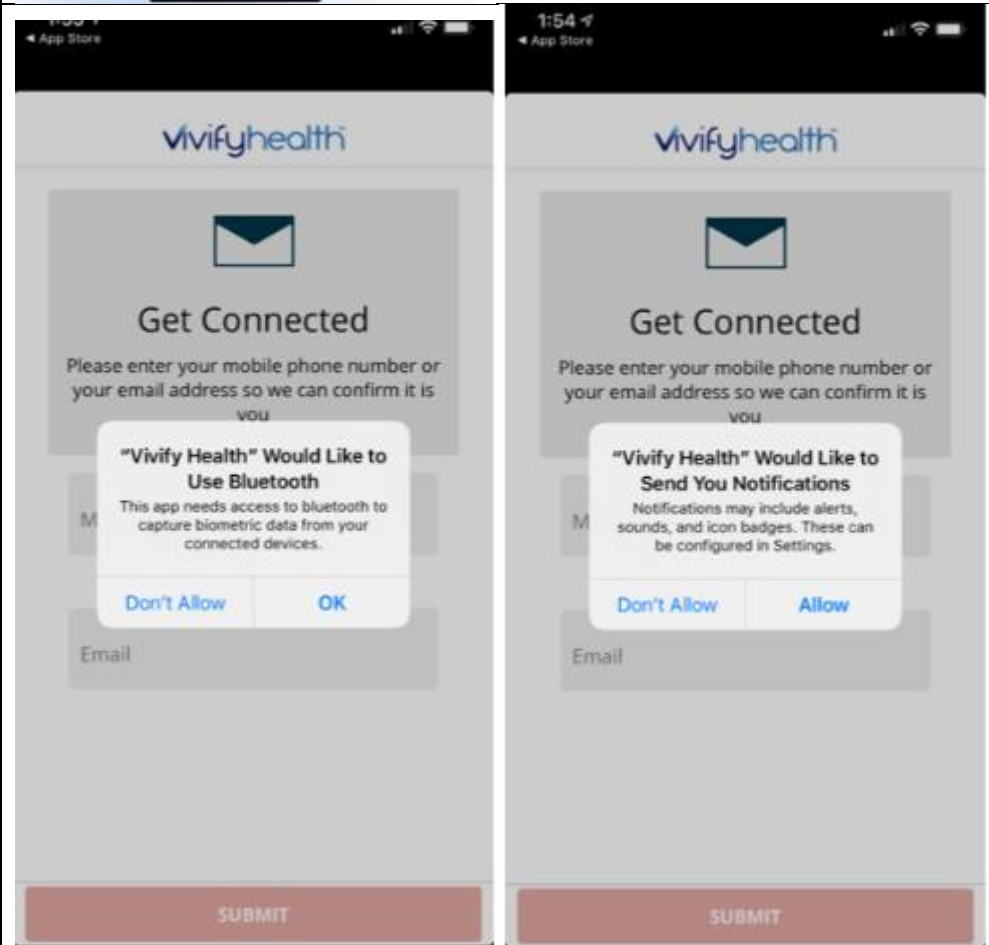 App Store
vivifyhealth
Get Connected
Please enter your mobile phone number or
your email address so we can confirm it is
you
"Vivify Health" Would Like to
Use Bluetooth
This app needs access to bluetooth to
capture biometric data from your
connected devices.
M
Don't Allow
OK
Email
SUBMIT
1:54
App Store
vivifyhealth
Get Connected
Please enter your mobile phone number or
your email address so we can confirm it is
you
"Vivify Health" Would Like to
Send You Notifications
Notifications may include alerts,
sounds, and icon badges. These can
be configured in Settings.
M
Don't Allow
Allow
Email
SUBMIT